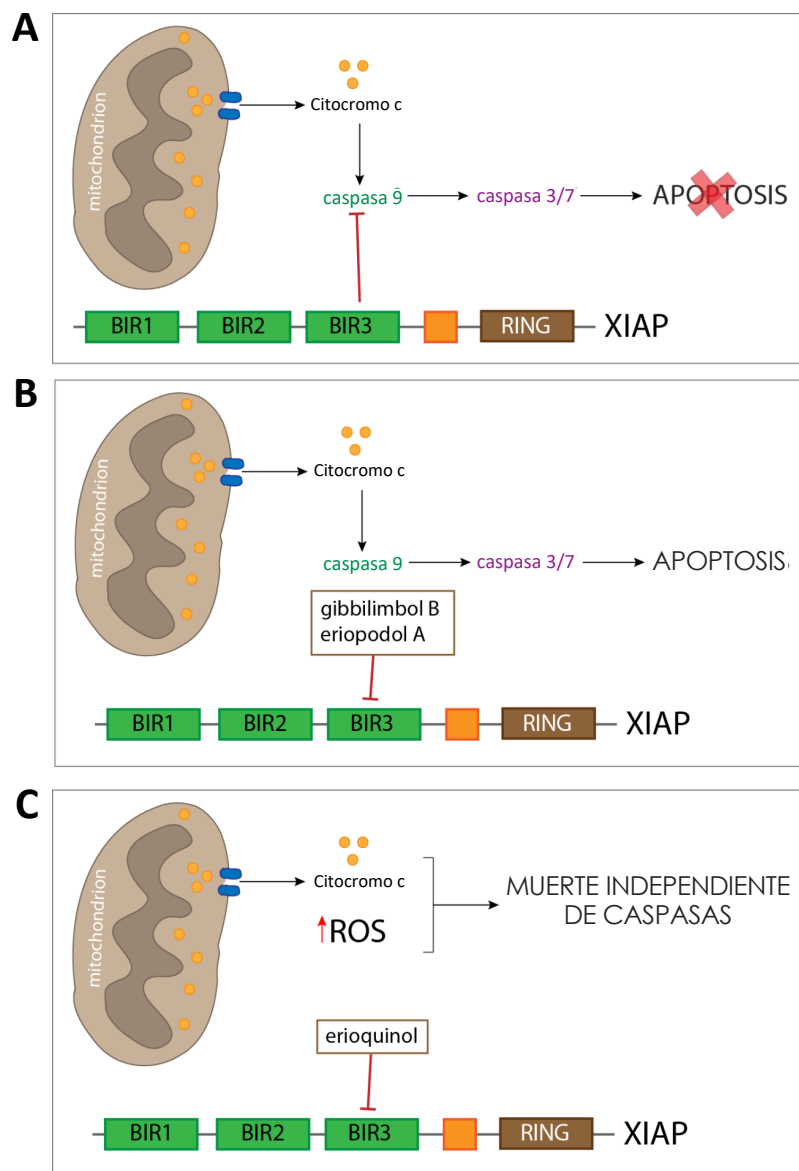 A
mitochondrion
Citocromo c
caspasa 9
caspasa 3/7
APOPTOSIS
BIR1
BIR2
BIR3
RING
XIAP
B
mitochondrion
Citocromo c
caspasa 9
caspasa 3/7
APOPTOSIS
gibbilimbol B
eriopodol A
BIR1
BIR2
BIR3
RING
XIAP
C
mitochondrion
Citocromo c
↑ROS
MUERTE INDEPENDIENTE
DE CASPASAS
erioquinol
BIR1
BIR2
BIR3
RING
XIAP